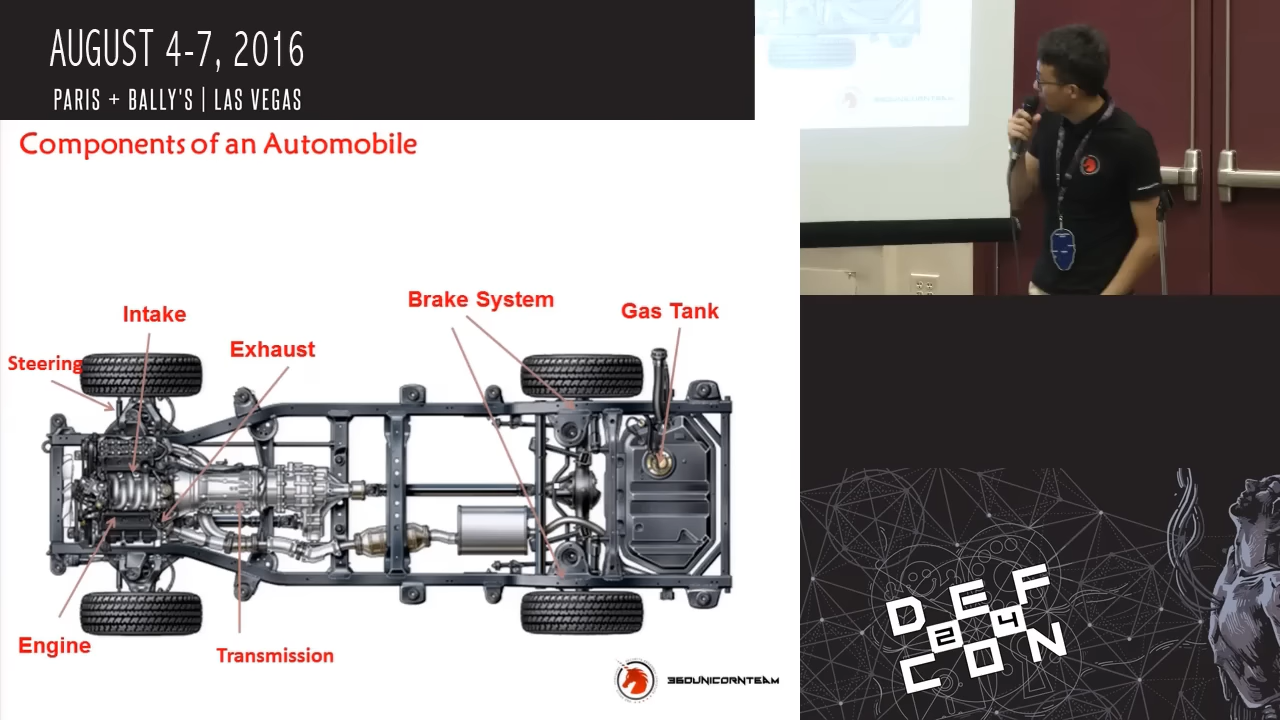 AUGUST 4-7, 2016
PARIS + BALLY'S | LAS VEGAS
Components of an Automobile
Intake
Brake System
Gas Tank
Steering
Exhaust
Engine
Transmission
360UNICORNTEAM
DEF
24
CON